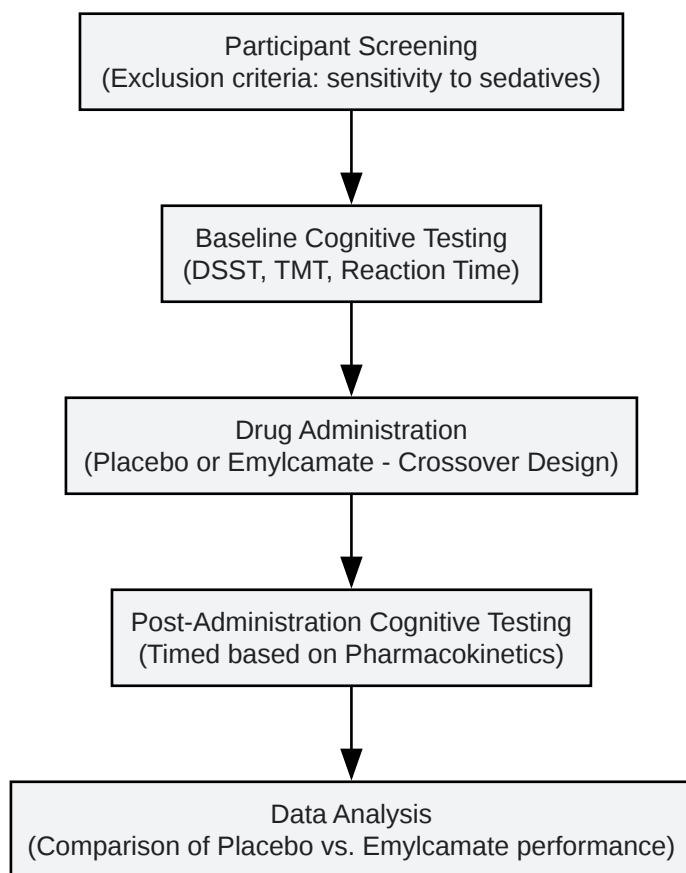 Participant Screening
(Exclusion criteria: sensitivity to sedatives)
Baseline Cognitive Testing
(DSST, TMT, Reaction Time)
Drug Administration
(Placebo or Emylcamate - Crossover Design)
Post-Administration Cognitive Testing
(Timed based on Pharmacokinetics)
Data Analysis
(Comparison of Placebo vs. Emylcamate performance)